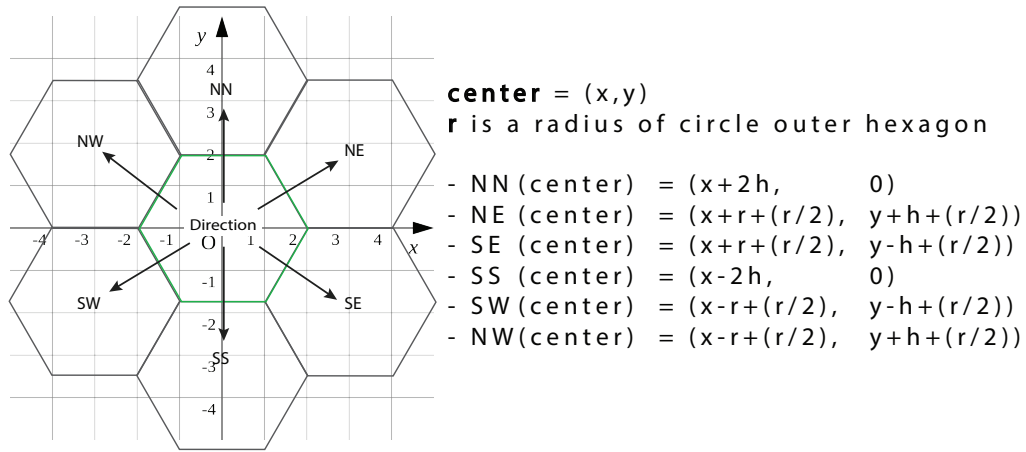 y
4
NN
3
NW
2
NE
1
Direction
-4 -3 -2 -1 O 1 2 3 4 x
-1
SW
SE
-2
SS
-3
-4
center = (x,y)
r is a radius of circle outer hexagon
- NN(center) = (x+2h, 0)
- NE(center) = (x+r+(r/2), y+h+(r/2))
- SE(center) = (x+r+(r/2), y-h+(r/2))
- SS(center) = (x-2h, 0)
- SW(center) = (x-r+(r/2), y-h+(r/2))
- NW(center) = (x-r+(r/2), y+h+(r/2))